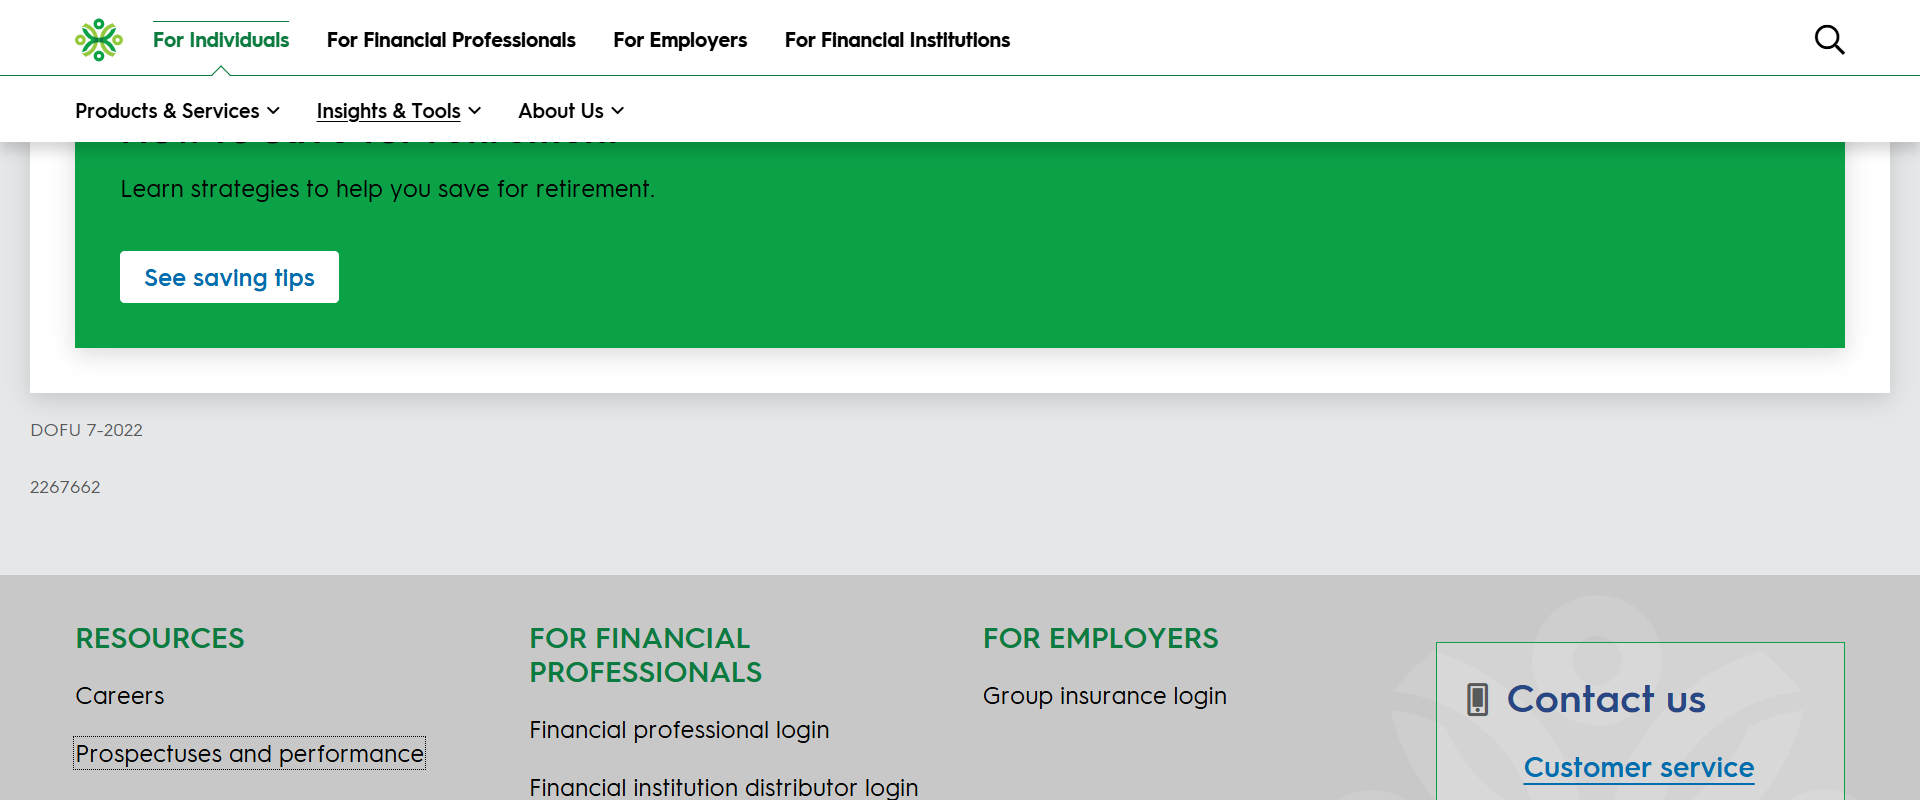 For Individuals For Financial Professionals For Employers For Financial Institutions
Products & Services Insights & Tools About Us
Learn strategies to help you save for retirement.
See saving tips
DOFU 7-2022
2267662
RESOURCES
Careers
Prospectuses and performance
FOR FINANCIAL
PROFESSIONALS
Financial professional login
Financial institution distributor login
FOR EMPLOYERS
Group insurance login
Contact us
Customer service